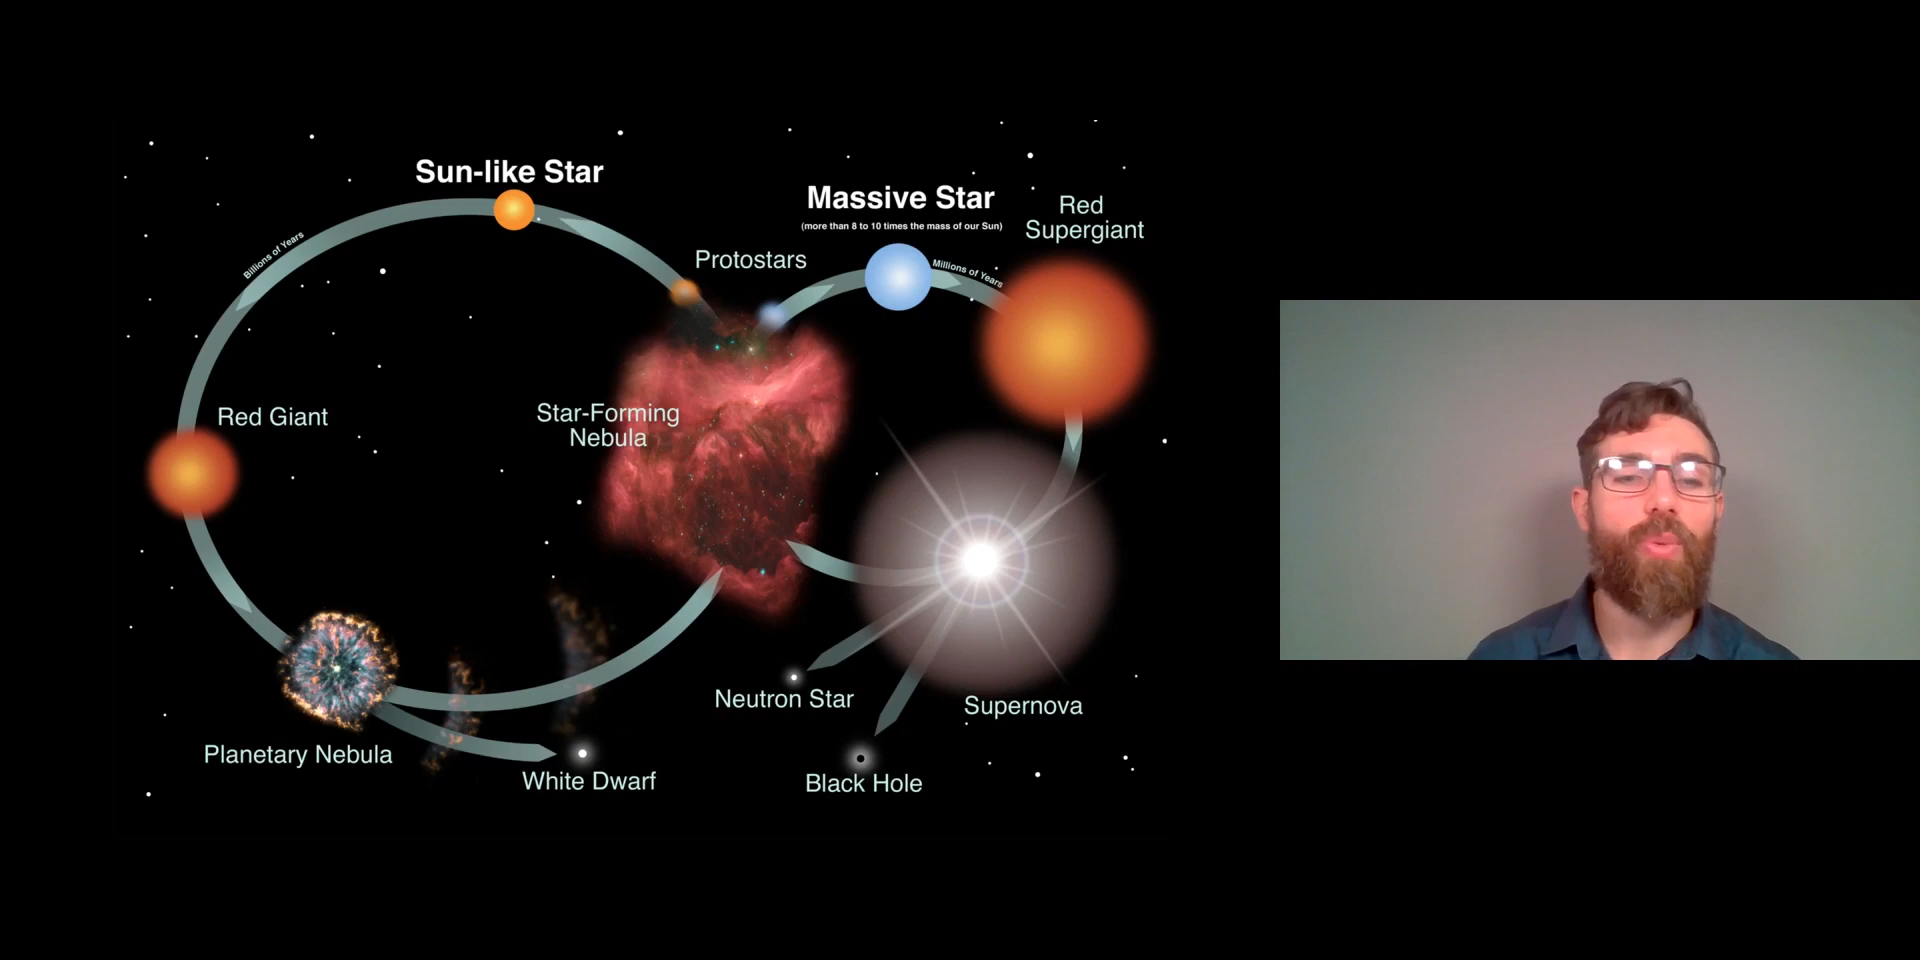 Sun-like Star
Massive Star
(more than 8 to 10 times the mass of our Sun)
Red
Supergiant
Billions of Years
Protostars
Millions of Years
Red Giant
Star-Forming
Nebula
Neutron Star
Supernova
Planetary Nebula
White Dwarf
Black Hole